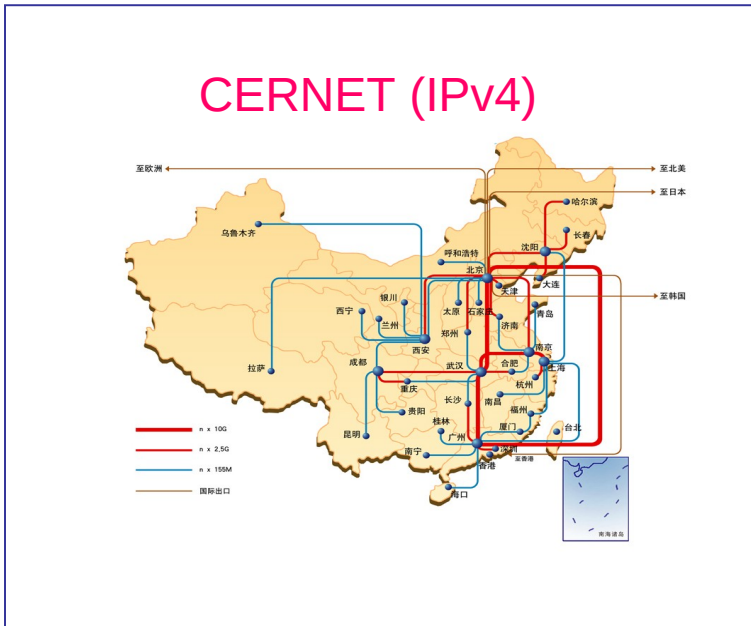 CERNET (IPv4)
至欧洲
至北美
至日本
哈尔滨
乌鲁木齐
长春
沈阳
呼和浩特
北京
大连
天津
至韩国
银川
西宁
太原
石家庄
青岛
兰州
济南
郑州
西安
南京
拉萨
成都
武汉
合肥
上海
重庆
杭州
长沙
南昌
贵阳
福州
桂林
昆明
广州
厦门
台北
南宁
深圳
香港
至香港
海口
n x 10G
n x 2,5G
n x 155M
国际出口
南海诸岛